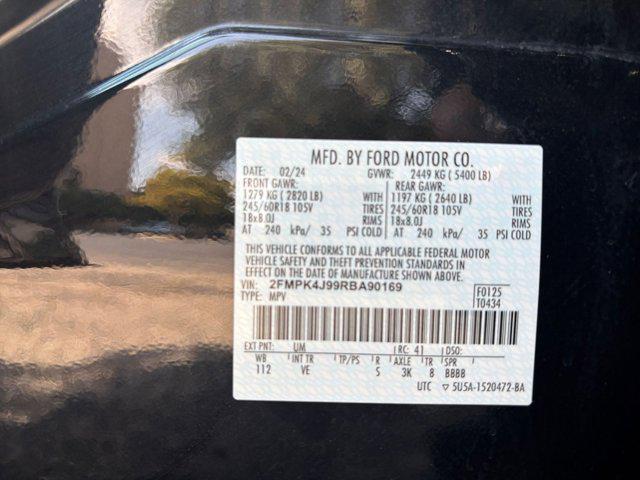 MFD. BY FORD MOTOR CO.
DATE: 02/24 GVWR: 2449 KG ( 5400 LB)
FRONT GAWR: REAR GAWR:
1279 KG ( 2820 LB) WITH 1197 KG ( 2640 LB) WITH
245/60R18 105V TIRES 245/60R18 105V TIRES
18x8.0J RIMS 18x8.0J RIMS
AT 240 kPa/ 35 PSI COLD AT 240 kPa/ 35 PSI COLD
THIS VEHICLE CONFORMS TO ALL APPLICABLE FEDERAL MOTOR
VEHICLE SAFETY AND THEFT PREVENTION STANDARDS IN
EFFECT ON THE DATE OF MANUFACTURE SHOWN ABOVE.
VIN: 2FMPK4J99RBA90169 F0125
TYPE: MPV T0434
EXT PNT: UM RC: 41 DSO:
WB INT TR TP/PS R AXLE TR SPR
112 VE S 3K 8 BBBB
UTC ▽ 5U5A-1520472-BA